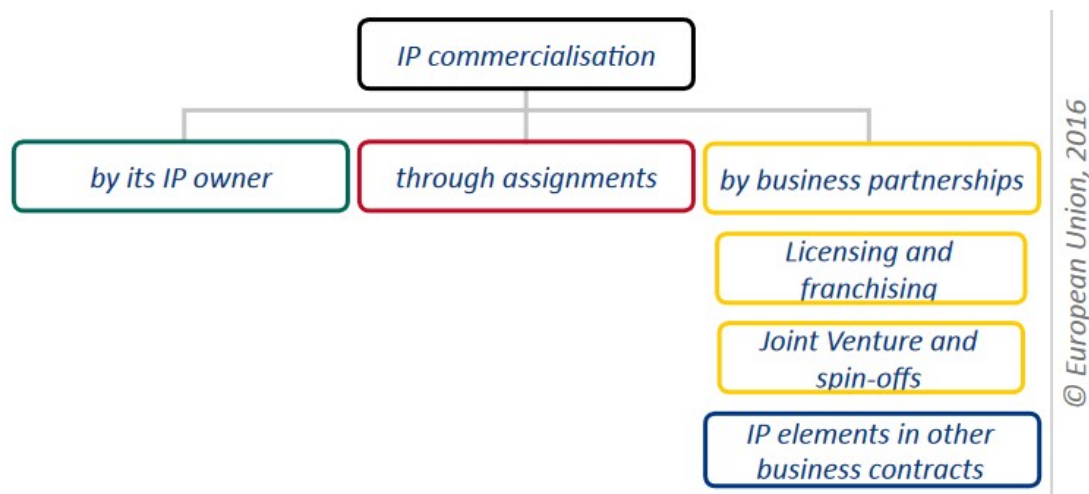 IP commercialisation
by its IP owner
through assignments
by business partnerships
Licensing and
franchising
Joint Venture and
spin-offs
IP elements in other
business contracts
© European Union, 2016